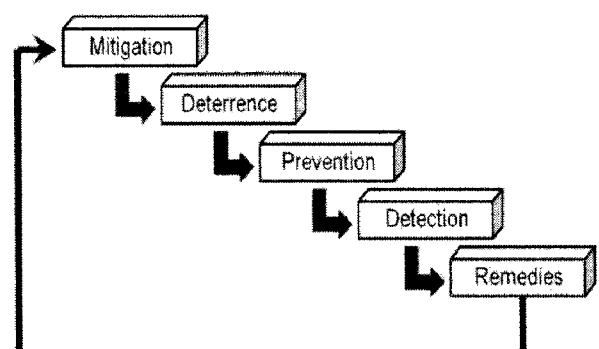 Mitigation
Deterrence
Prevention
Detection
Remedies